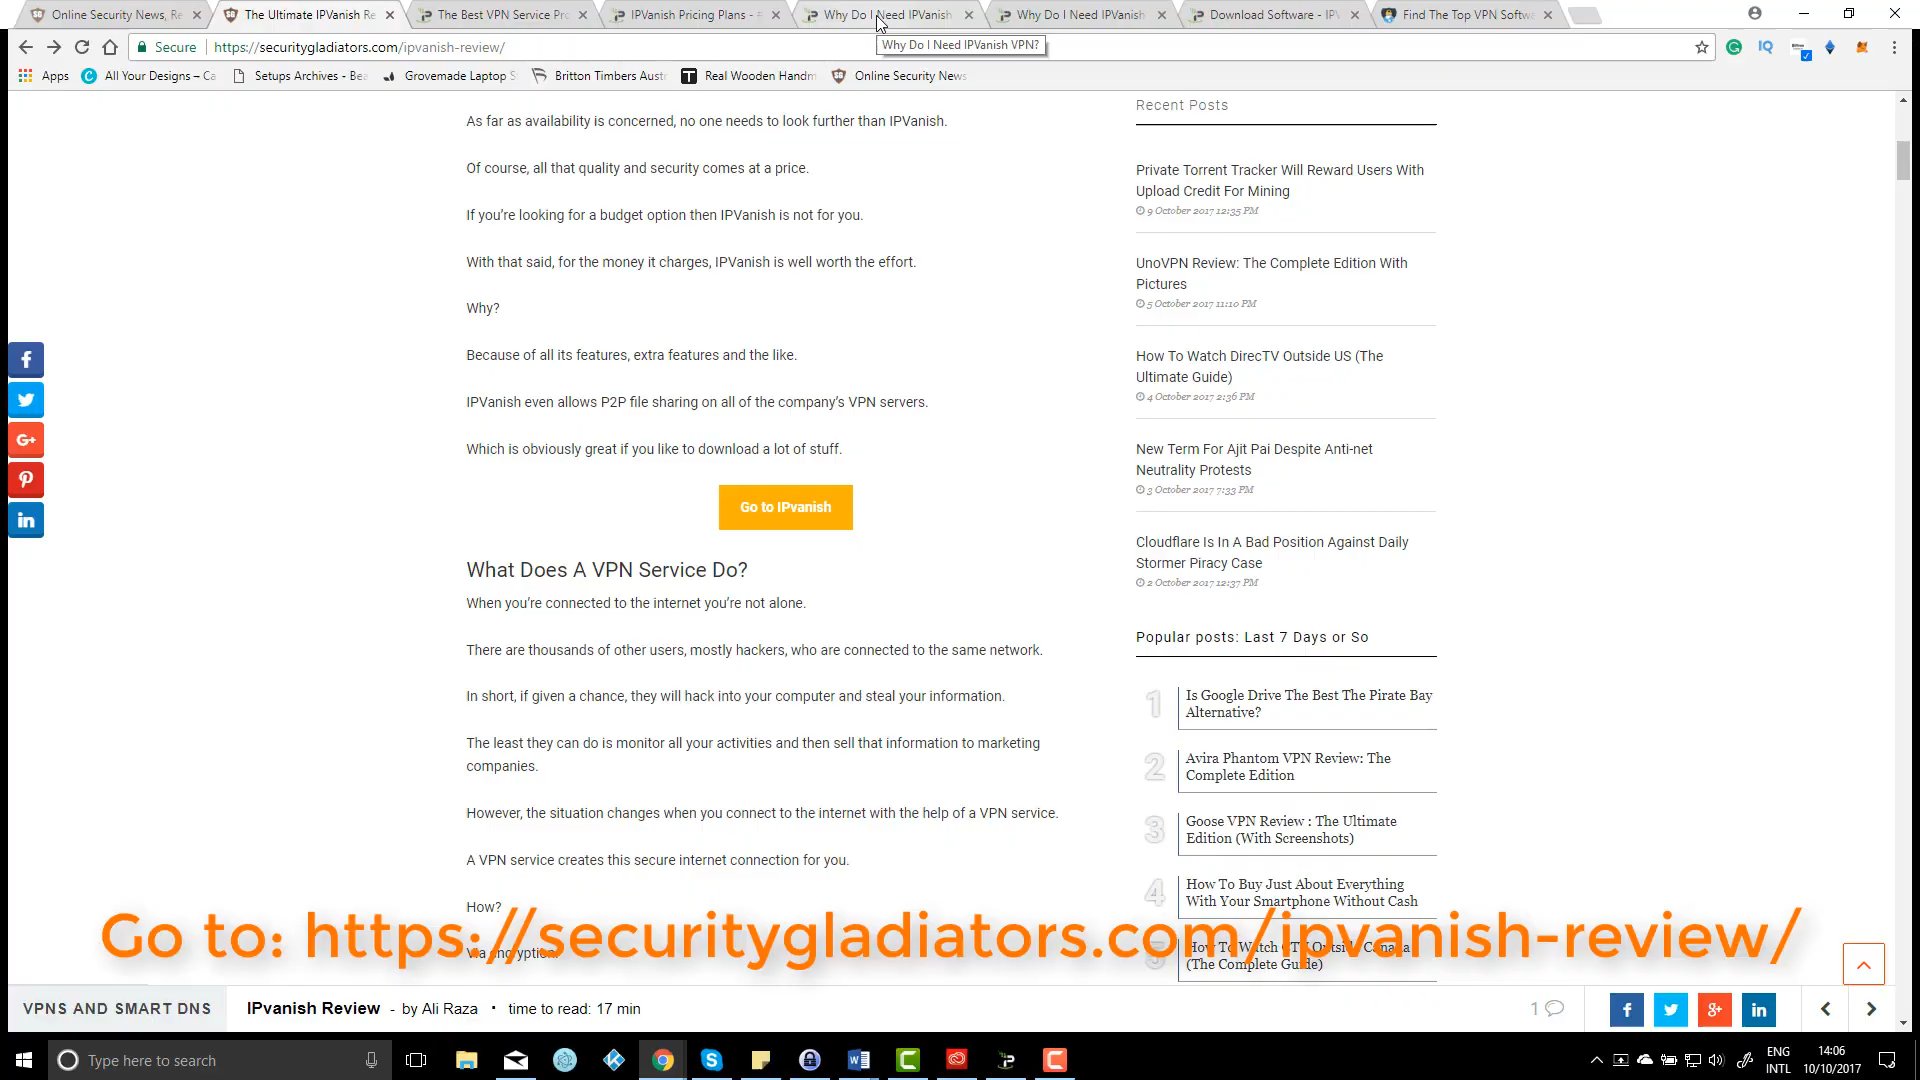 Online Security News, Re
The Ultimate IPVanish Re
The Best VPN Service Pro
IPVanish Pricing Plans -
Why Do I Need IPVanish
Why Do I Need IPVanish
Download Software - IPV
Find The Top VPN Softw
Secure
https://securitygladiators.com/ipvanish-review/
Why Do I Need IPVanish VPN?
Apps
All Your Designs – Ca
Setups Archives - Bea
Grovemade Laptop S
Britton Timbers Aust
Real Wooden Handm
Online Security News
As far as availability is concerned, no one needs to look further than IPVanish.
Of course, all that quality and security comes at a price.
If you’re looking for a budget option then IPVanish is not for you.
With that said, for the money it charges, IPVanish is well worth the effort.
Why?
Because of all its features, extra features and the like.
IPVanish even allows P2P file sharing on all of the company’s VPN servers.
Which is obviously great if you like to download a lot of stuff.
Go to IPvanish
What Does A VPN Service Do?
When you’re connected to the internet you’re not alone.
There are thousands of other users, mostly hackers, who are connected to the same network.
In short, if given a chance, they will hack into your computer and steal your information.
The least they can do is monitor all your activities and then sell that information to marketing
companies.
However, the situation changes when you connect to the internet with the help of a VPN service.
A VPN service creates this secure internet connection for you.
How?
Via encryption.
Recent Posts
Private Torrent Tracker Will Reward Users With
Upload Credit For Mining
9 October 2017 12:35 PM
UnoVPN Review: The Complete Edition With
Pictures
5 October 2017 11:10 PM
How To Watch DirecTV Outside US (The
Ultimate Guide)
4 October 2017 2:36 PM
New Term For Ajit Pai Despite Anti-net
Neutrality Protests
3 October 2017 7:33 PM
Cloudflare Is In A Bad Position Against Daily
Stormer Piracy Case
2 October 2017 12:37 PM
Popular posts: Last 7 Days or So
1
Is Google Drive The Best The Pirate Bay
Alternative?
2
Avira Phantom VPN Review: The
Complete Edition
3
Goose VPN Review : The Ultimate
Edition (With Screenshots)
4
How To Buy Just About Everything
With Your Smartphone Without Cash
5
How To Watch CTV Outside Canada
(The Complete Guide)
Go to: https://securitygladiators.com/ipvanish-review/
VPNS AND SMART DNS
IPvanish Review - by Ali Raza · time to read: 17 min
1
Type here to search
ENG
INTL
14:06
10/10/2017